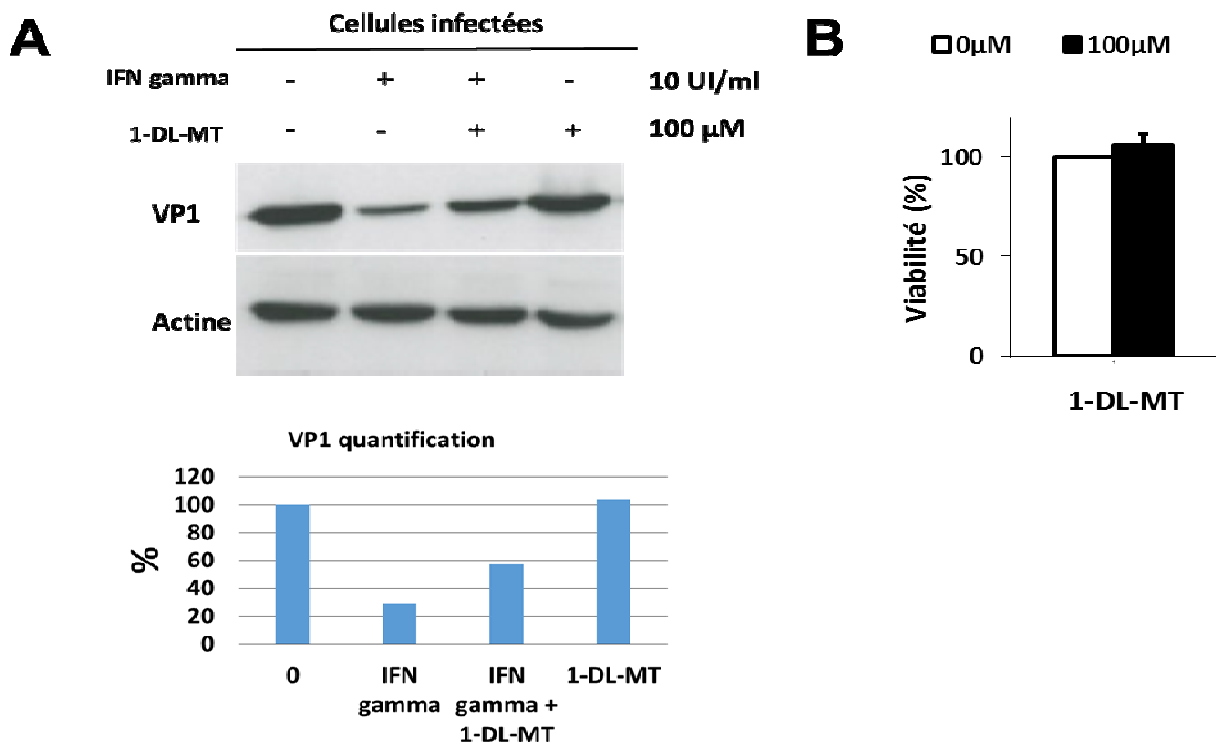 A
Cellules infectées
IFN gamma - + + - 10 UI/ml
1-DL-MT - - + + 100 µM
VP1
Actine
VP1 quantification
120
100
80
60
40
20
0
%
0 IFN gamma IFN gamma + 1-DL-MT 1-DL-MT
B
0µM 100µM
Viabilité (%)
100
50
0
1-DL-MT